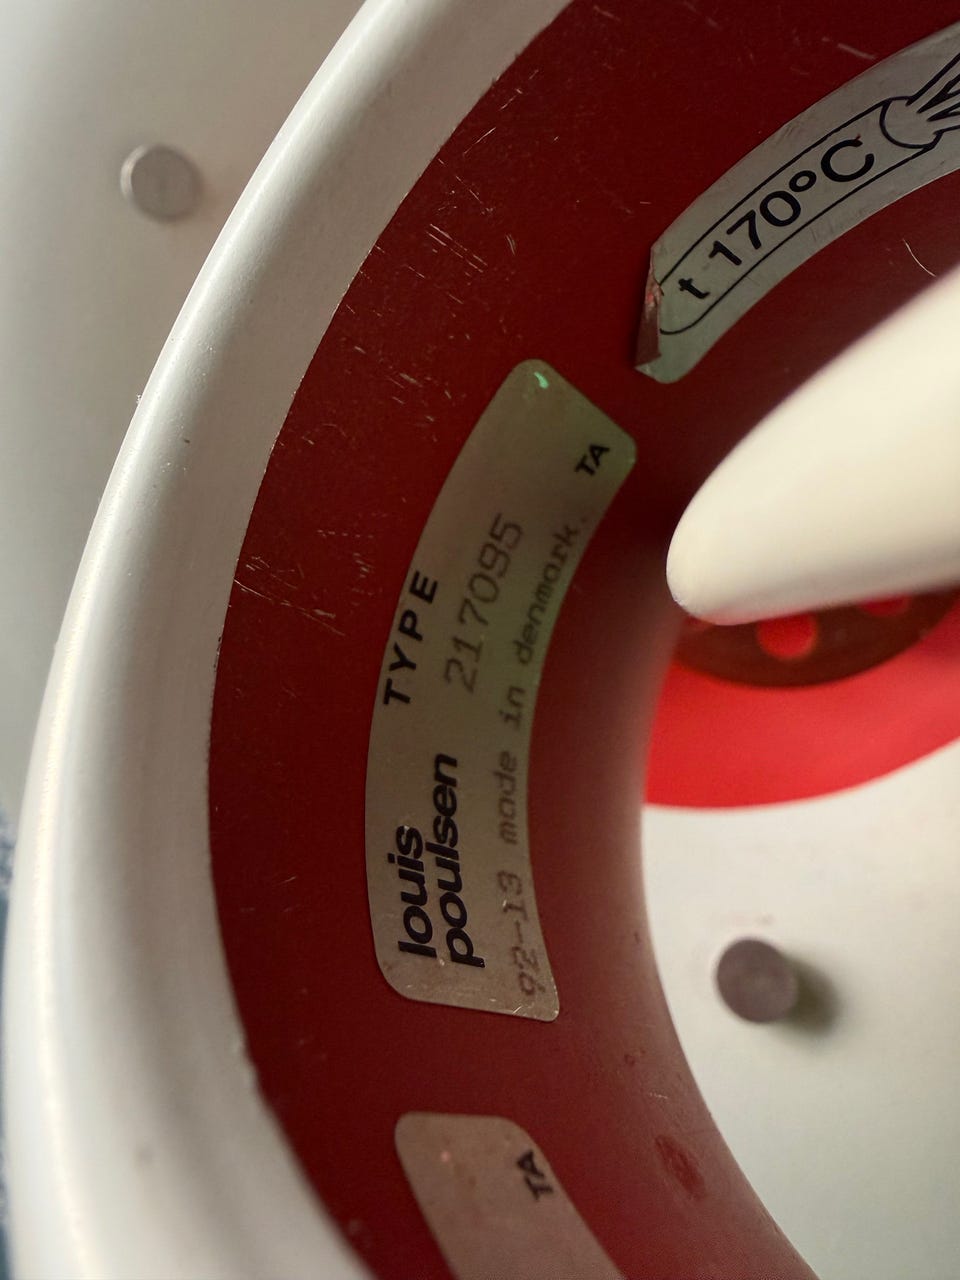 t 170°C
TYPE
217095
louis
poulsen
92-13 made in denmark.
TA
TA